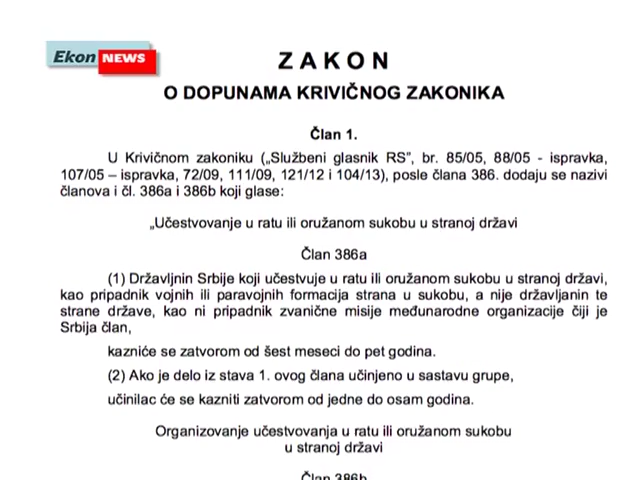 Ekon NEWS
Z A K O N
O DOPUNAMA KRIVIČNOG ZAKONIKA
Član 1.
U Krivičnom zakoniku („Službeni glasnik RS”, br. 85/05, 88/05 - ispravka,
107/05 – ispravka, 72/09, 111/09, 121/12 i 104/13), posle člana 386. dodaju se nazivi
članova i čl. 386a i 386b koji glase:
„Učestvovanje u ratu ili oružanom sukobu u stranoj državi
Član 386a
(1) Državljnin Srbije koji učestvuje u ratu ili oružanom sukobu u stranoj državi,
kao pripadnik vojnih ili paravojnih formacija strana u sukobu, a nije državljanin te
strane države, kao ni pripadnik zvanične misije međunarodne organizacije čiji je
Srbija član,
kazniće se zatvorom od šest meseci do pet godina.
(2) Ako je delo iz stava 1. ovog člana učinjeno u sastavu grupe,
učinilac će se kazniti zatvorom od jedne do osam godina.
Organizovanje učestvovanja u ratu ili oružanom sukobu
u stranoj državi
Član 386b